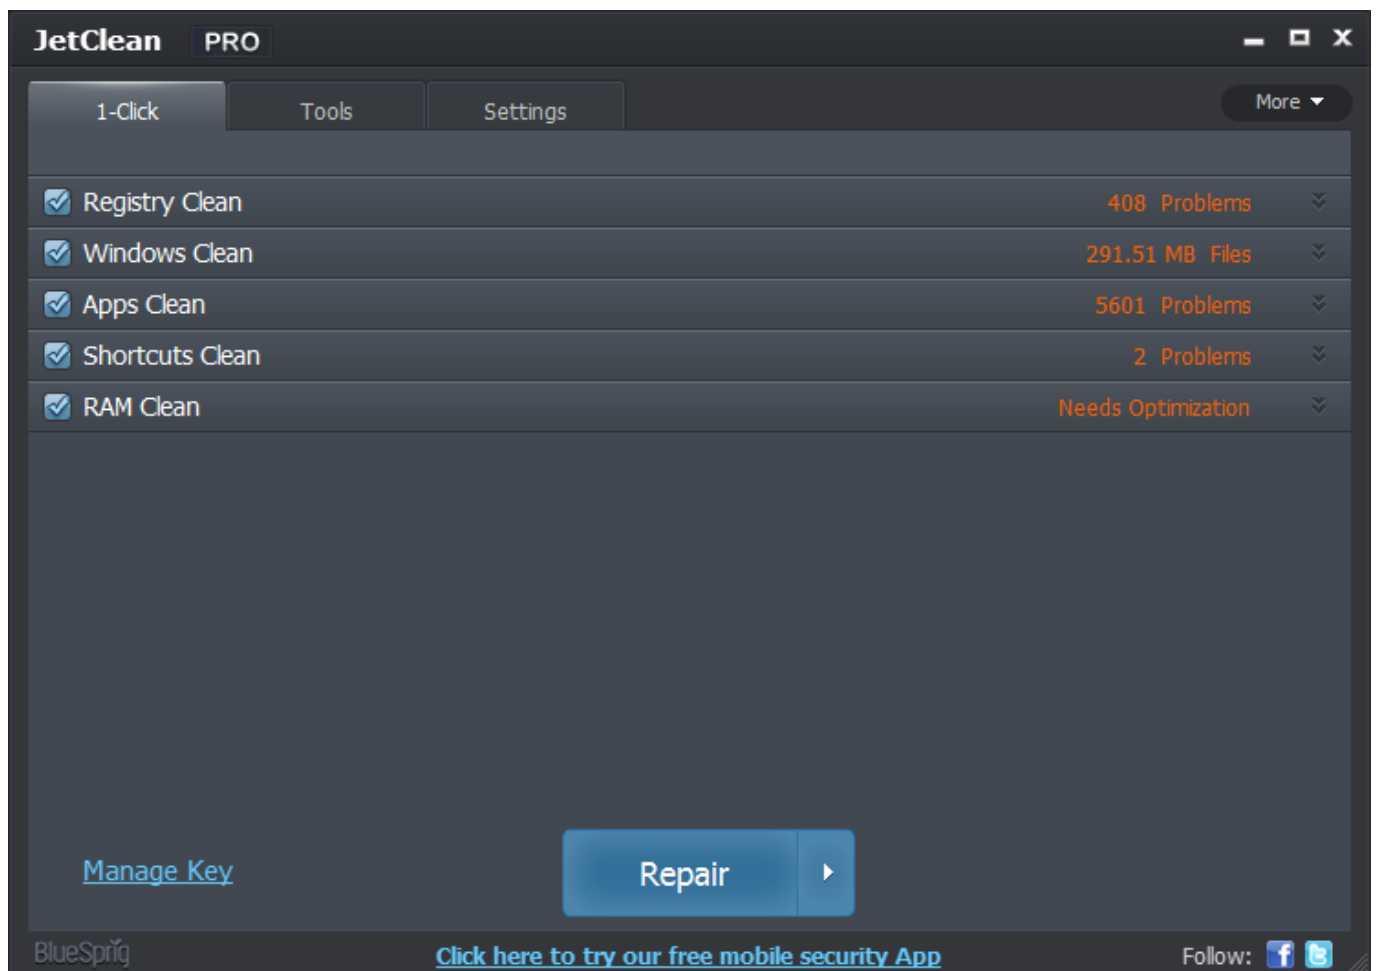 JetClean PRO
1-Click Tools Settings More
Registry Clean 408 Problems
Windows Clean 291.51 MB Files
Apps Clean 5601 Problems
Shortcuts Clean 2 Problems
RAM Clean Needs Optimization
Manage Key Repair
BlueSprig Click here to try our free mobile security App Follow: